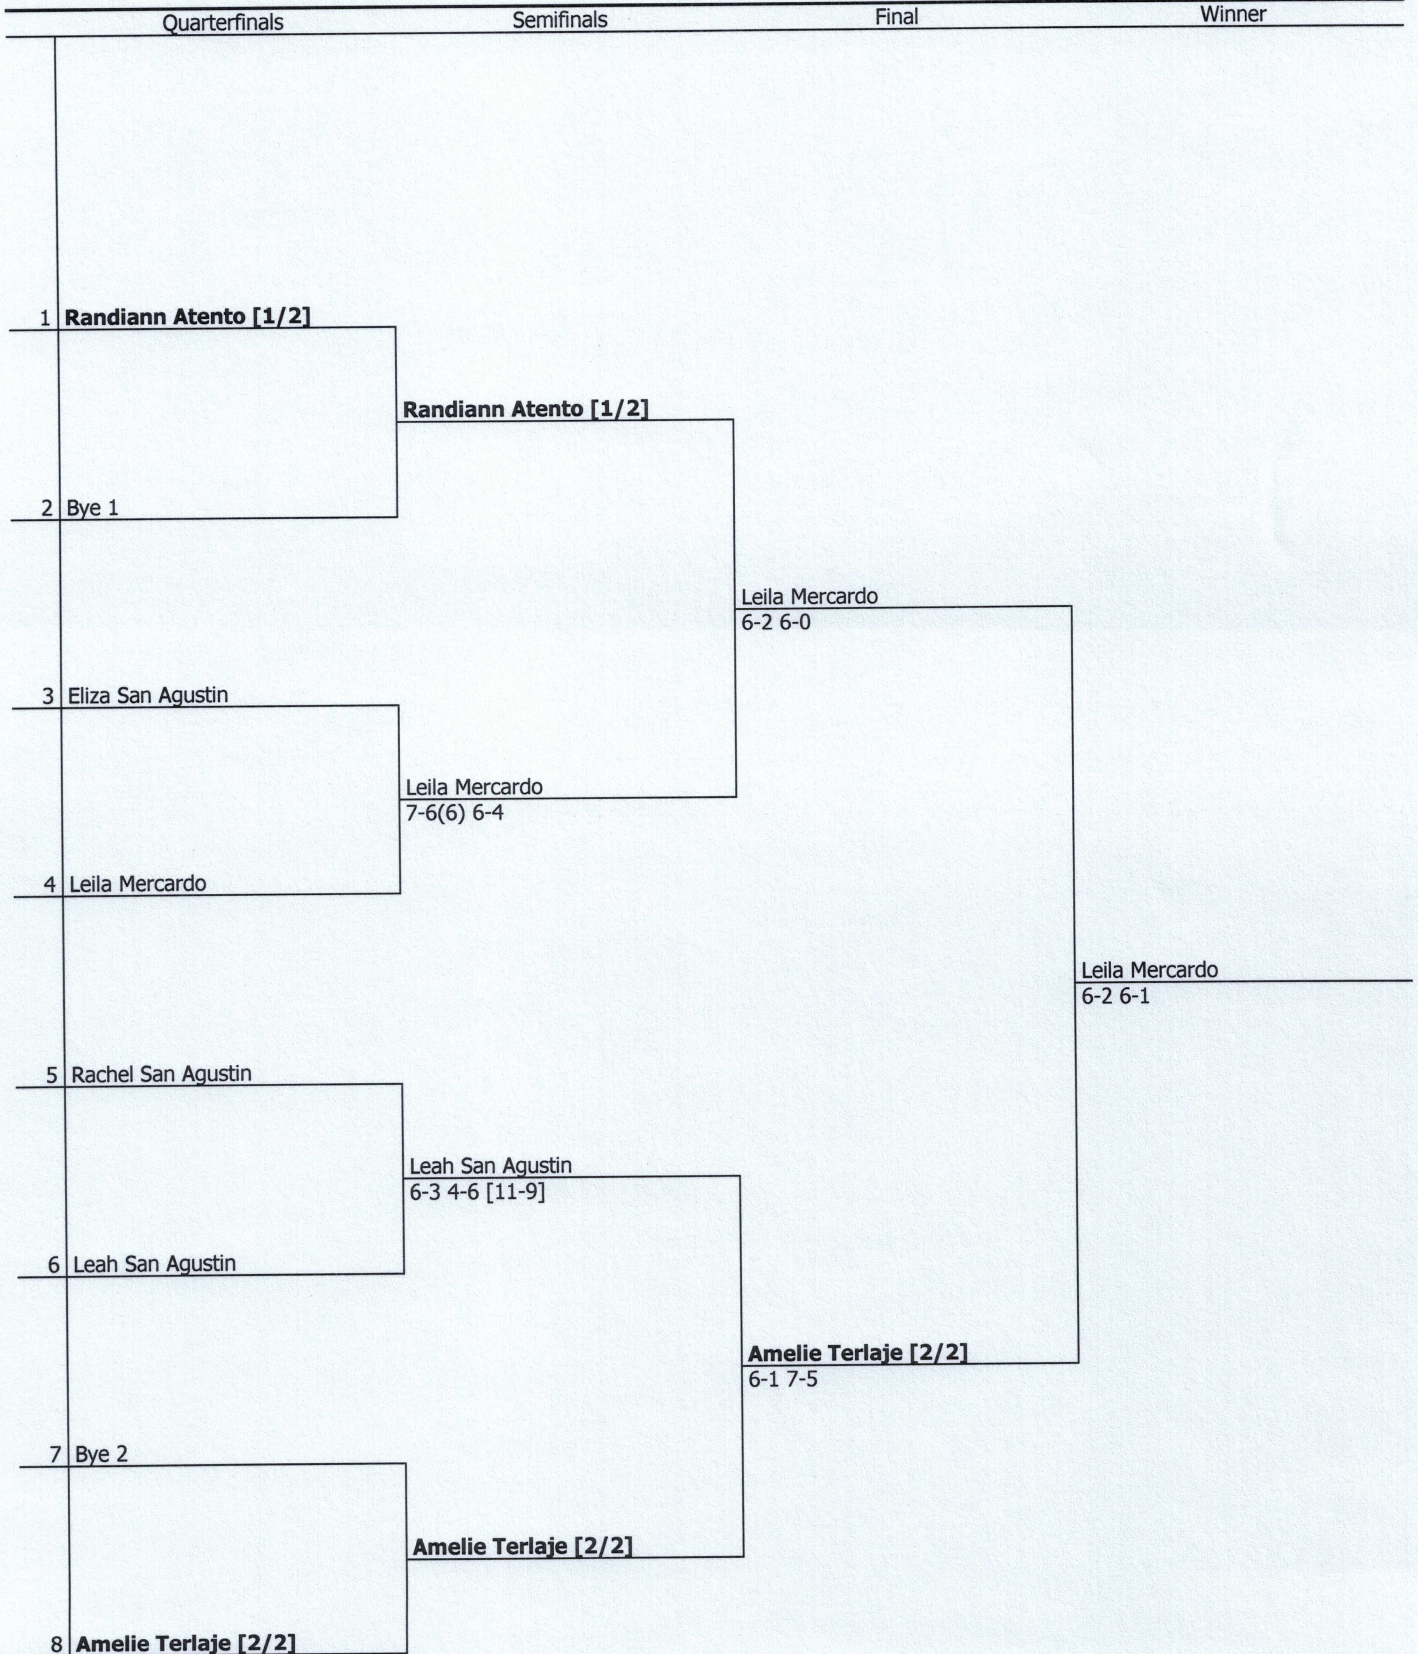 Quarterfinals Semifinals Final Winner
1 Randiann Atento [1/2]
Randiann Atento [1/2]
2 Bye 1
Leila Mercardo
6-2 6-0
3 Eliza San Agustin
Leila Mercardo
7-6(6) 6-4
4 Leila Mercardo
Leila Mercardo
6-2 6-1
5 Rachel San Agustin
Leah San Agustin
6-3 4-6 [11-9]
6 Leah San Agustin
Amelie Terlaje [2/2]
6-1 7-5
7 Bye 2
Amelie Terlaje [2/2]
8 Amelie Terlaje [2/2]